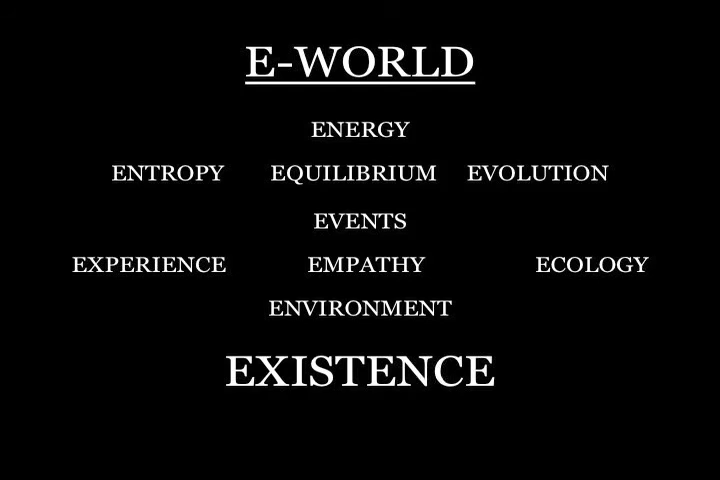 E-WORLD
ENERGY
ENTROPY EQUILIBRIUM EVOLUTION
EVENTS
EXPERIENCE EMPATHY ECOLOGY
ENVIRONMENT
EXISTENCE